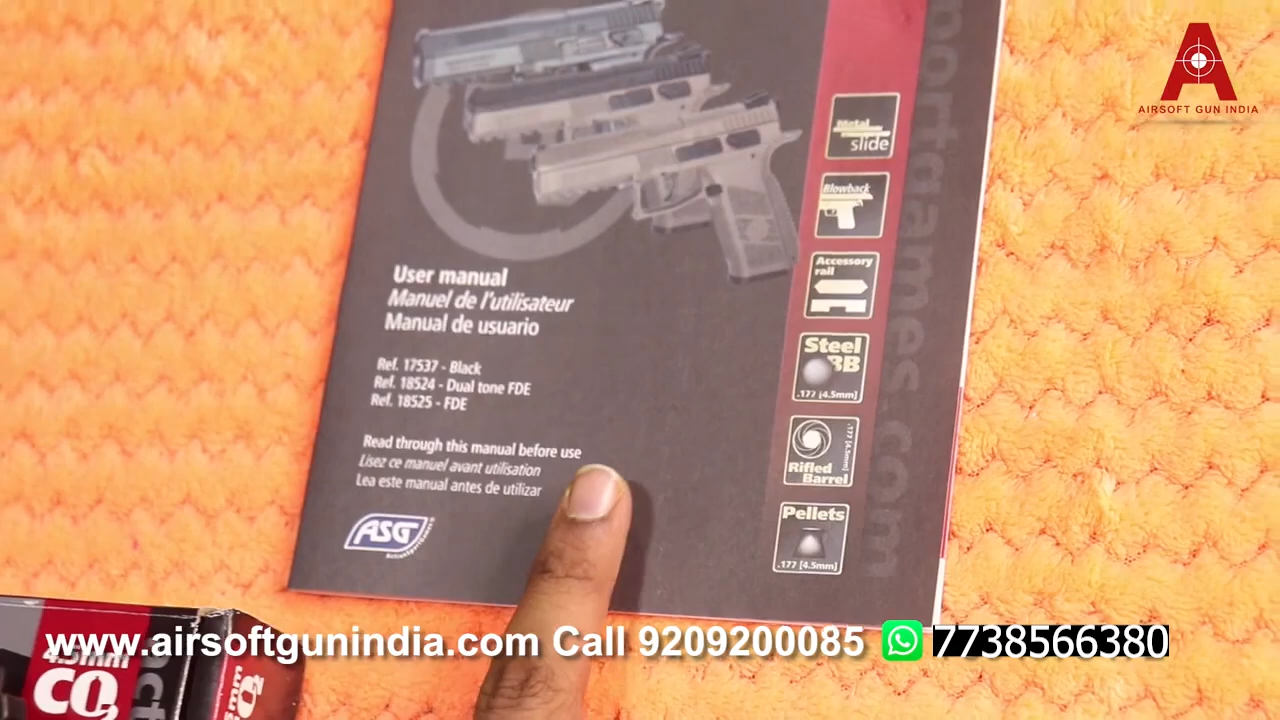 AIRSOFT GUN INDIA
Metal
slide
Blowback
Accessory
rail
Steel
BB
.177 [4.5mm]
Rifled
Barrel
.177 [4.5mm]
Pellets
.177 [4.5mm]
User manual
Manuel de l'utilisateur
Manual de usuario
Ref. 17537 - Black
Ref. 18524 - Dual tone FDE
Ref. 18525 - FDE
Read through this manual before use
Lisez ce manuel avant utilisation
Lea este manual antes de utilizar
ASG
www.airsoftgunindia.com Call 9209200085 7738566380
4.5mm
CO2